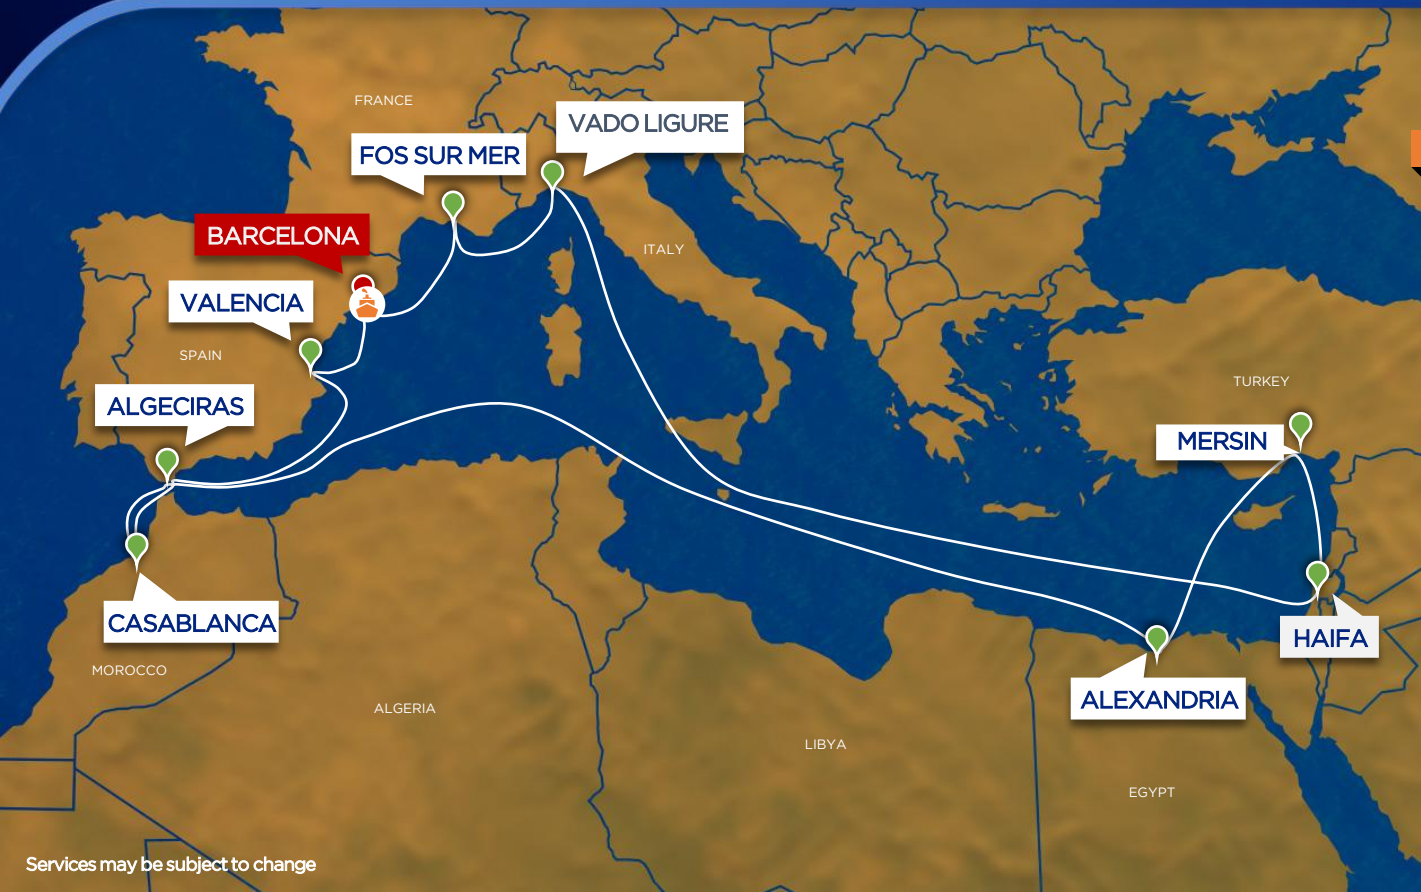 FRANCE
VADO LIGURE
FOS SUR MER
BARCELONA
ITALY
VALENCIA
SPAIN
TURKEY
ALGECIRAS
MERSIN
CASABLANCA
HAIFA
MOROCCO
ALEXANDRIA
ALGERIA
LIBYA
EGYPT
Services may be subject to change